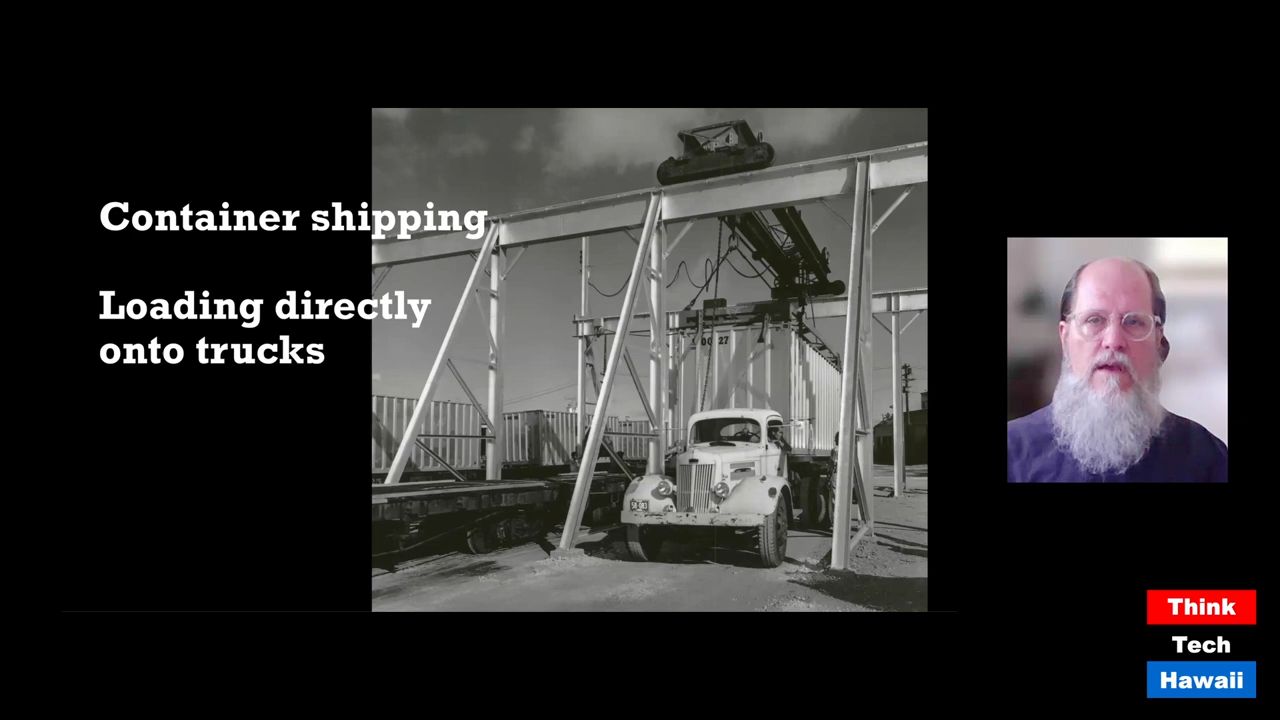 Container shipping
Loading directly
onto trucks
Think
Tech
Hawaii